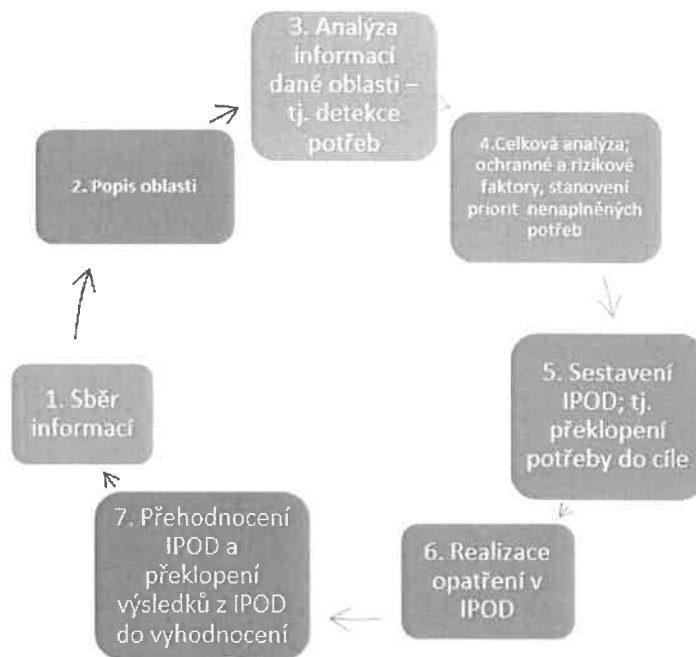 1. Sběr
informací
2. Popis oblasti
3. Analýza
informací
dané oblasti –
tj. detekce
potřeb
4.Celková analýza;
ochranné a rizikové
faktory, stanovení
priorit nenaplněných
potřeb
5. Sestavení
IPOD; tj.
překlopení
potřeby do cíle
6. Realizace
opatření v
IPOD
7. Přehodnocení
IPOD a
překlopení
výsledků z IPOD
do vyhodnocení